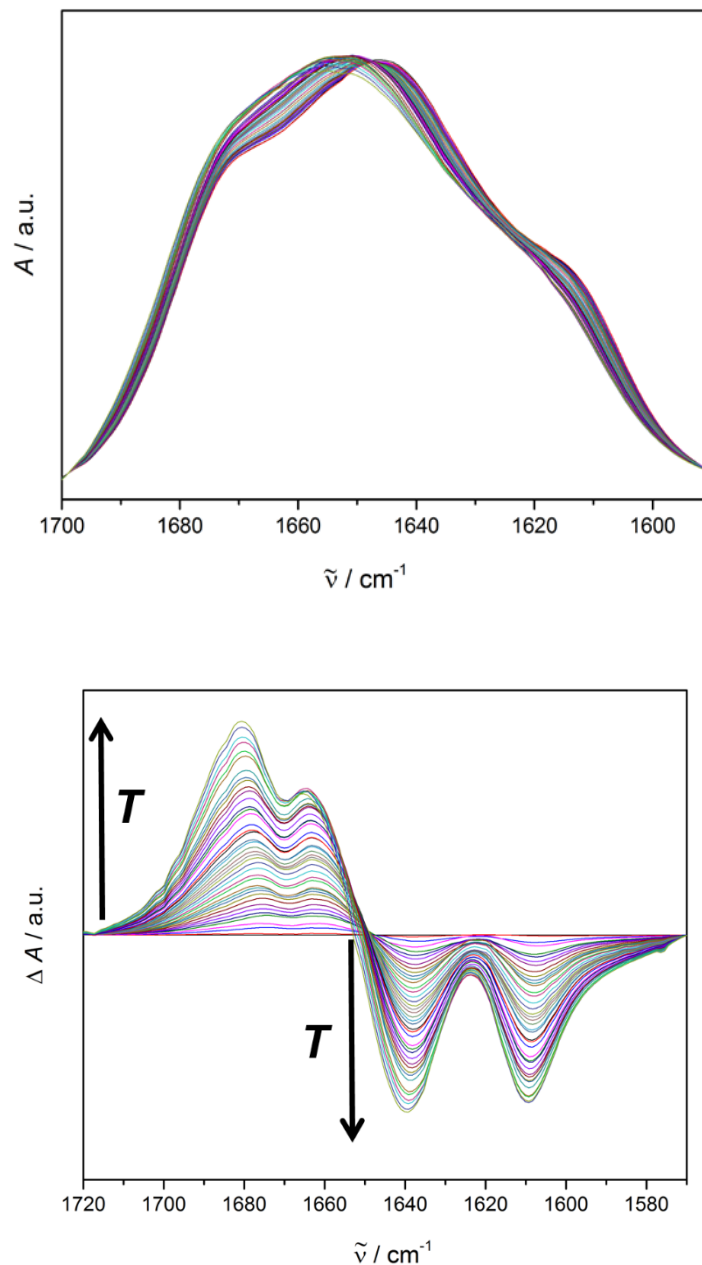 A / a.u.
1700 1680 1660 1640 1620 1600
ṽ / cm⁻¹
T
T
Δ A / a.u.
1720 1700 1680 1660 1640 1620 1600 1580
ṽ / cm⁻¹